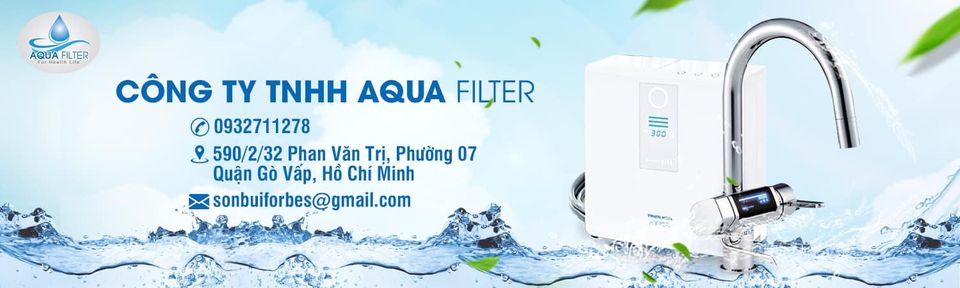 AQUA FILTER
For Health Life
CÔNG TY TNHH AQUA FILTER
0932711278
590/2/32 Phan Văn Trị, Phường 07
Quận Gò Vấp, Hồ Chí Minh
sonbuiforbes@gmail.com
300